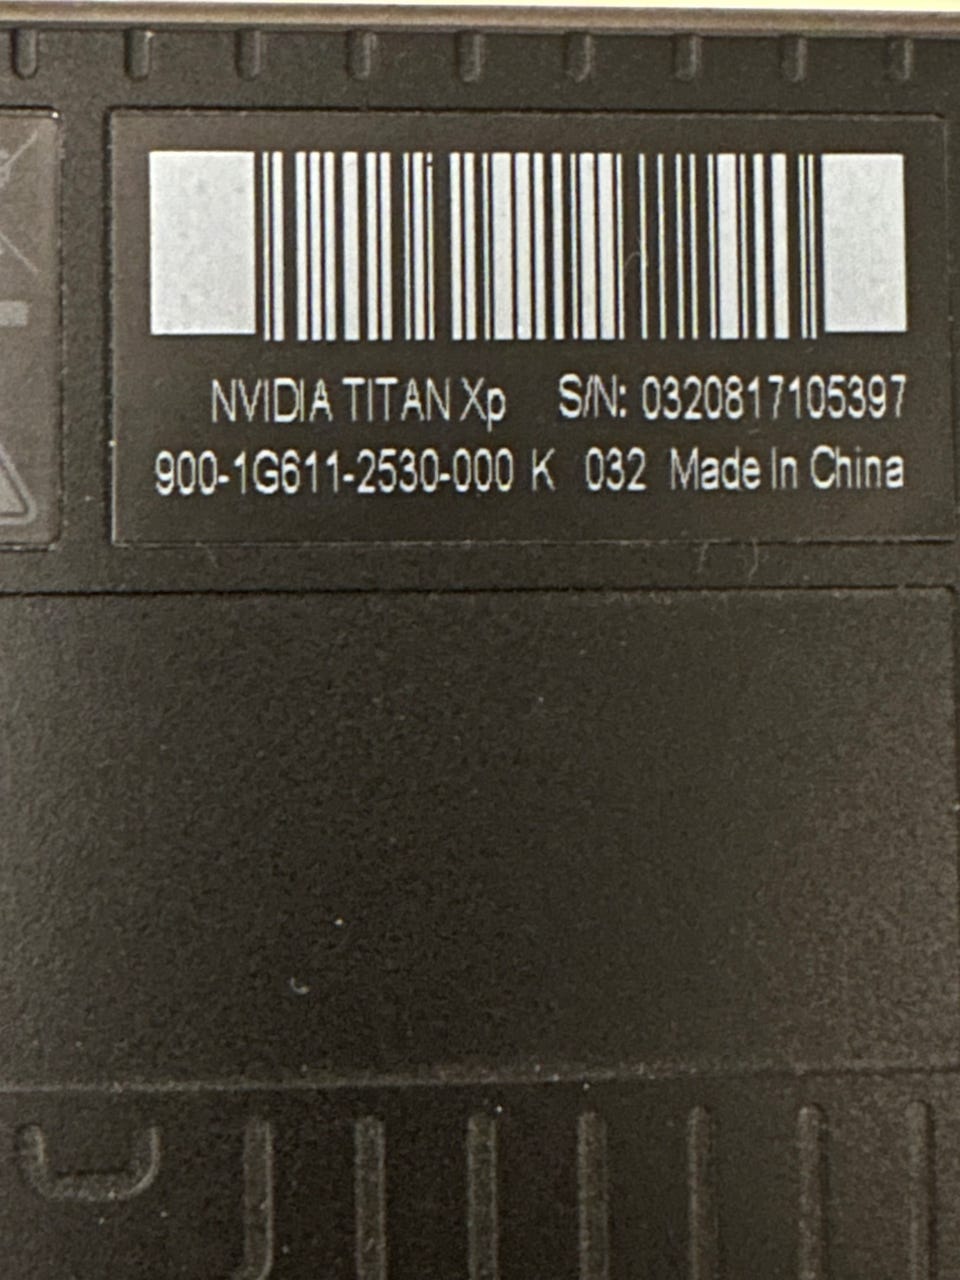 NVIDIA TITAN Xp S/N: 0320817105397
900-1G611-2530-000 K 032 Made In China